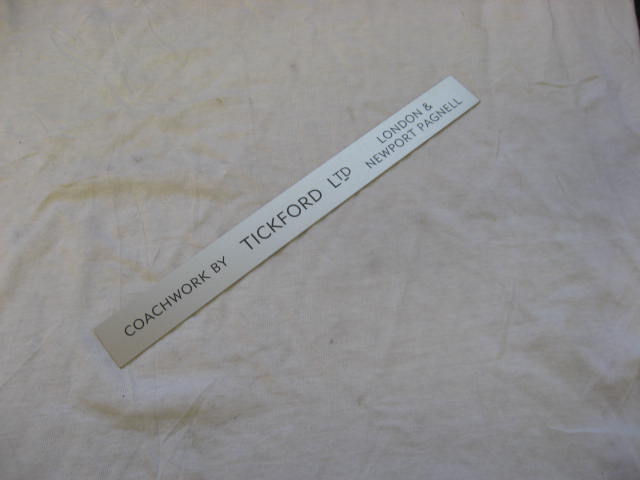 COACHWORK BY TICKFORD LTD
LONDON &
NEWPORT PAGNELL